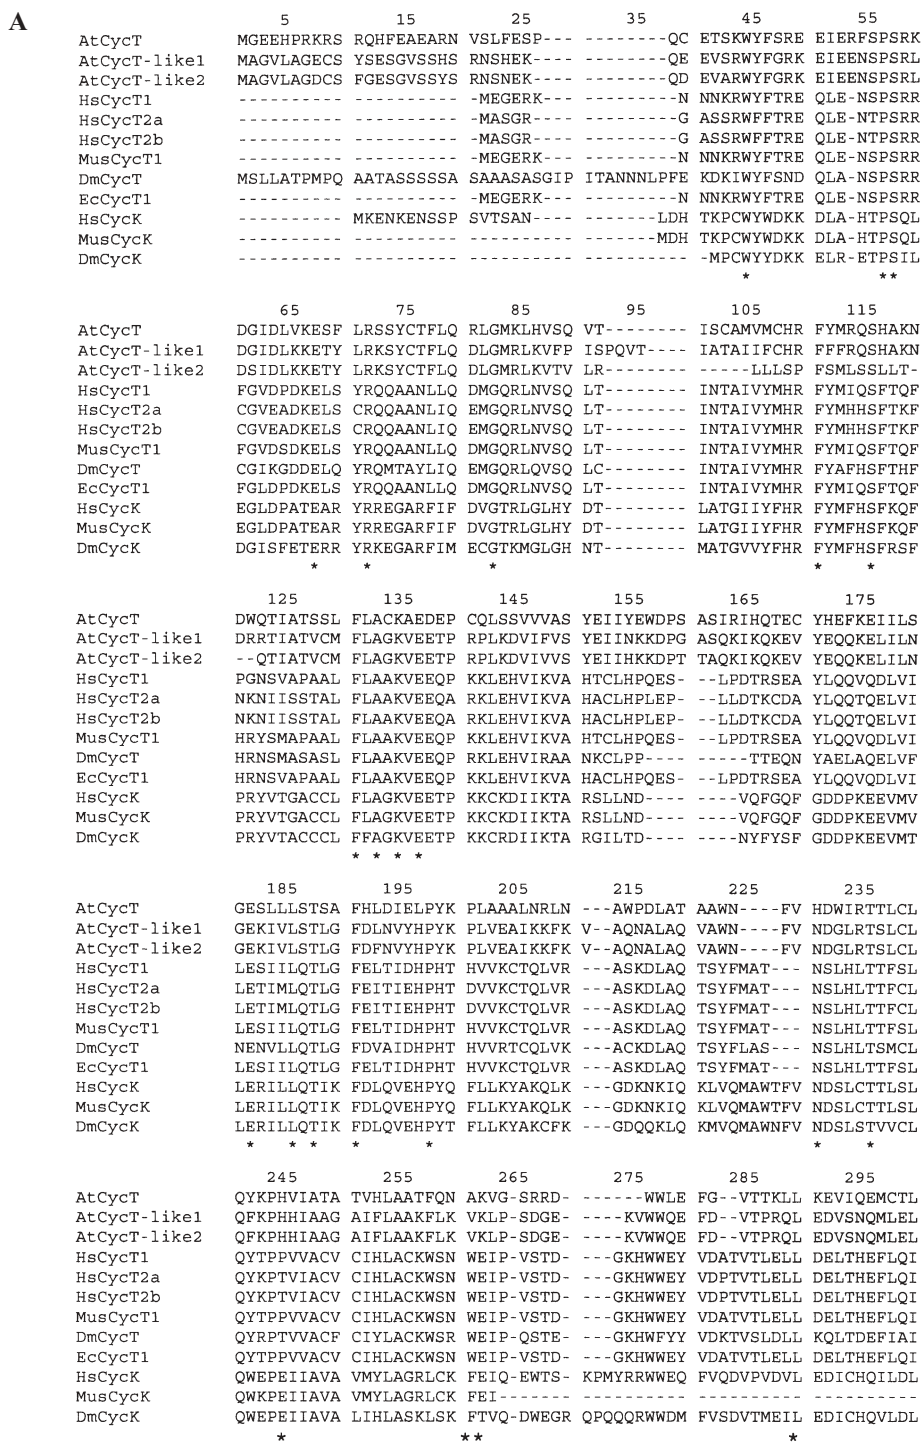 A
5 15 25 35 45 55
AtCycT MGEEHPRKRS RQHFEAEARN VSLFESP--- --------QC ETSKWYFSRE EIERFSPSRK
AtCycT-like1 MAGVLAGECS YSESGVSSHS RNSHEK---- --------QE EVSRWYFGRK EIEENSPSRL
AtCycT-like2 MAGVLAGDCS FGESGVSSYS RNSNEK---- --------QD EVARWYFGRK EIEENSPSRL
HsCycT1 ---------- ---------- -MEGERK--- ---------N NNKRWYFTRE QLE-NSPSRR
HsCycT2a ---------- ---------- -MASGR---- ---------G ASSRWFFTRE QLE-NTPSRR
HsCycT2b ---------- ---------- -MASGR---- ---------G ASSRWFFTRE QLE-NTPSRR
MusCycT1 ---------- ---------- -MEGERK--- ---------N NNKRWYFTRE QLE-NSPSRR
DmCycT MSLLATPMPQ AATASSSSSA SAAASASGIP ITANNNLPFE KDKIWYFSND QLA-NSPSRR
EcCycT1 ---------- ---------- -MEGERK--- ---------N NNKRWYFTRE QLE-NSPSRR
HsCycK ---------- MKENKENSSP SVTSAN---- -------LDH TKPCWYWDKK DLA-HTPSQL
MusCycK ---------- ---------- ---------- -------MDH TKPCWYWDKK DLA-HTPSQL
DmCycK ---------- ---------- ---------- ---------- -MPCWYYDKK ELR-ETPSIL
* **
65 75 85 95 105 115
AtCycT DGIDLVKESF LRSSYCTFLQ RLGMKLHVSQ VT-------- ISCAMVMCHR FYMRQSHAKN
AtCycT-like1 DGIDLKKETY LRKSYCTFLQ DLGMRLKVFP ISPQVT---- IATAIIFCHR FFFRQSHAKN
AtCycT-like2 DSIDLKKETY LRKSYCTFLQ DLGMRLKVTV LR-------- -----LLLSP FSMLSSLLT-
HsCycT1 FGVDPDKELS YRQQAANLLQ DMGQRLNVSQ LT-------- INTAIVYMHR FYMIQSFTQF
HsCycT2a CGVEADKELS CRQQAANLIQ EMGQRLNVSQ LT-------- INTAIVYMHR FYMHHSFTKF
HsCycT2b CGVEADKELS CRQQAANLIQ EMGQRLNVSQ LT-------- INTAIVYMHR FYMHHSFTKF
MusCycT1 FGVDSDKELS YRQQAANLLQ DMGQRLNVSQ LT-------- INTAIVYMHR FYMIQSFTQF
DmCycT CGIKGDDELQ YRQMTAYLIQ EMGQRLQVSQ LC-------- INTAIVYMHR FYAFHSFTHF
EcCycT1 FGLDPDKELS YRQQAANLLQ DMGQRLNVSQ LT-------- INTAIVYMHR FYMIQSFTQF
HsCycK EGLDPATEAR YRREGARFIF DVGTRLGLHY DT-------- LATGIIYFHR FYMFHSFKQF
MusCycK EGLDPATEAR YRREGARFIF DVGTRLGLHY DT-------- LATGIIYFHR FYMFHSFKQF
DmCycK DGISFETERR YRKEGARFIM ECGTKMGLGH NT-------- MATGVVYFHR FYMFHSFRSF
* * * * *
125 135 145 155 165 175
AtCycT DWQTIATSSL FLACKAEDEP CQLSSVVVAS YEIIYEWDPS ASIRIHQTEC YHEFKEIILS
AtCycT-like1 DRRTIATVCM FLAGKVEETP RPLKDVIFVS YEIINKKDPG ASQKIKQKEV YEQQKELILN
AtCycT-like2 --QTIATVCM FLAGKVEETP RPLKDVIVVS YEIIHKKDPT TAQKIKQKEV YEQQKELILN
HsCycT1 PGNSVAPAAL FLAAKVEEQP KKLEHVIKVA HTCLHPQES- --LPDTRSEA YLQQVQDLVI
HsCycT2a NKNIISSTAL FLAAKVEEQA RKLEHVIKVA HACLHPLEP- --LLDTKCDA YLQQTQELVI
HsCycT2b NKNIISSTAL FLAAKVEEQA RKLEHVIKVA HACLHPLEP- --LLDTKCDA YLQQTQELVI
MusCycT1 HRYSMAPAAL FLAAKVEEQP KKLEHVIKVA HTCLHPQES- --LPDTRSEA YLQQVQDLVI
DmCycT HRNSMASASL FLAAKVEEQP RKLEHVIRAA NKCLPP---- ----TTEQNY AELAQELVF
EcCycT1 HRNSVAPAAL FLAAKVEEQP KKLEHVIKVA HACLHPQES- --LPDTRSEA YLQQVQDLVI
HsCycK PRYVTGACCL FLAGKVEETP KKCKDIIKTA RSLLND---- ----VQFGQF GDDPKEEVMV
MusCycK PRYVTGACCL FLAGKVEETP KKCKDIIKTA RSLLND---- ----VQFGQF GDDPKEEVMV
DmCycK PRYVTACCCL FFAGKVEETP KKCRDIIKTA RGILTD---- ----NYFYSF GDDPKEEVMT
* * * *
185 195 205 215 225 235
AtCycT GESLLLSTSA FHLDIELPYK PLAAALNRLN ---AWPDLAT AAWN----FV HDWIRTTLCL
AtCycT-like1 GEKIVLSTLG FDLNVYHPYK PLVEAIKKFK V--AQNALAQ VAWN----FV NDGLRTSLCL
AtCycT-like2 GEKIVLSTLG FDFNVYHPYK PLVEAIKKFK V--AQNALAQ VAWN----FV NDGLRTSLCL
HsCycT1 LESIILQTLG FELTIDHPHT HVVKCTQLVR ---ASKDLAQ TSYFMAT--- NSLHLTTFSL
HsCycT2a LETIMLQTLG FEITIEHPHT DVVKCTQLVR ---ASKDLAQ TSYFMAT--- NSLHLTTFCL
HsCycT2b LETIMLQTLG FEITIEHPHT DVVKCTQLVR ---ASKDLAQ TSYFMAT--- NSLHLTTFCL
MusCycT1 LESIILQTLG FELTIDHPHT HVVKCTQLVR ---ASKDLAQ TSYFMAT--- NSLHLTTFSL
DmCycT NENVLLQTLG FDVAIDHPHT HVVRTCQLVK ---ACKDLAQ TSYFLAS--- NSLHLTSMCL
EcCycT1 LESIILQTLG FELTIDHPHT HVVKCTQLVR ---ASKDLAQ TSYFMAT--- NSLHLTTFSL
HsCycK LERILLQTIK FDLQVEHPYQ FLLKYAKQLK ---GDKNKIQ KLVQMAWTFV NDSLCTTLSL
MusCycK LERILLQTIK FDLQVEHPYQ FLLKYAKQLK ---GDKNKIQ KLVQMAWTFV NDSLCTTLSL
DmCycK LERILLQTIK FDLQVEHPYT FLLKYAKCFK ---GDQQKLQ KMVQMAWNFV NDSLSTVVCL
* * * * * * *
245 255 265 275 285 295
AtCycT QYKPHVIATA TVHLAATFQN AKVG-SRRD- ------WWLE FG--VTTKLL KEVIQEMCTL
AtCycT-like1 QFKPHHIAAG AIFLAAKFLK VKLP-SDGE- ----KVWWQE FD--VTPRQL EDVSNQMLEL
AtCycT-like2 QFKPHHIAAG AIFLAAKFLK VKLP-SDGE- ----KVWWQE FD--VTPRQL EDVSNQMLEL
HsCycT1 QYTPPVVACV CIHLACKWSN WEIP-VSTD- ---GKHWWEY VDATVTLELL DELTHEFLQI
HsCycT2a QYKPTVIACV CIHLACKWSN WEIP-VSTD- ---GKHWWEY VDPTVTLELL DELTHEFLQI
HsCycT2b QYKPTVIACV CIHLACKWSN WEIP-VSTD- ---GKHWWEY VDPTVTLELL DELTHEFLQI
MusCycT1 QYTPPVVACV CIHLACKWSN WEIP-VSTD- ---GKHWWEY VDATVTLELL DELTHEFLQI
DmCycT QYRPTVVACF CIYLACKWSR WEIP-QSTE- ---GKHWFYY VDKTVSLDLL KQLTDEFIAI
EcCycT1 QYTPPVVACV CIHLACKWSN WEIP-VSTD- ---GKHWWEY VDATVTLELL DELTHEFLQI
HsCycK QWEPEIIAVA VMYLAGRLCK FEIQ-EWTS- KPMYRRWWEQ FVQDVPVDVL EDICHQILDL
MusCycK QWKPEIIAVA VMYLAGRLCK FEI------- ---------- ---------- ----------
DmCycK QWEPEIIAVA LIHLASKLSK FTVQ-DWEGR QPQQQRWWDM FVSDVTMEIL EDICHQVLDL
* ** *